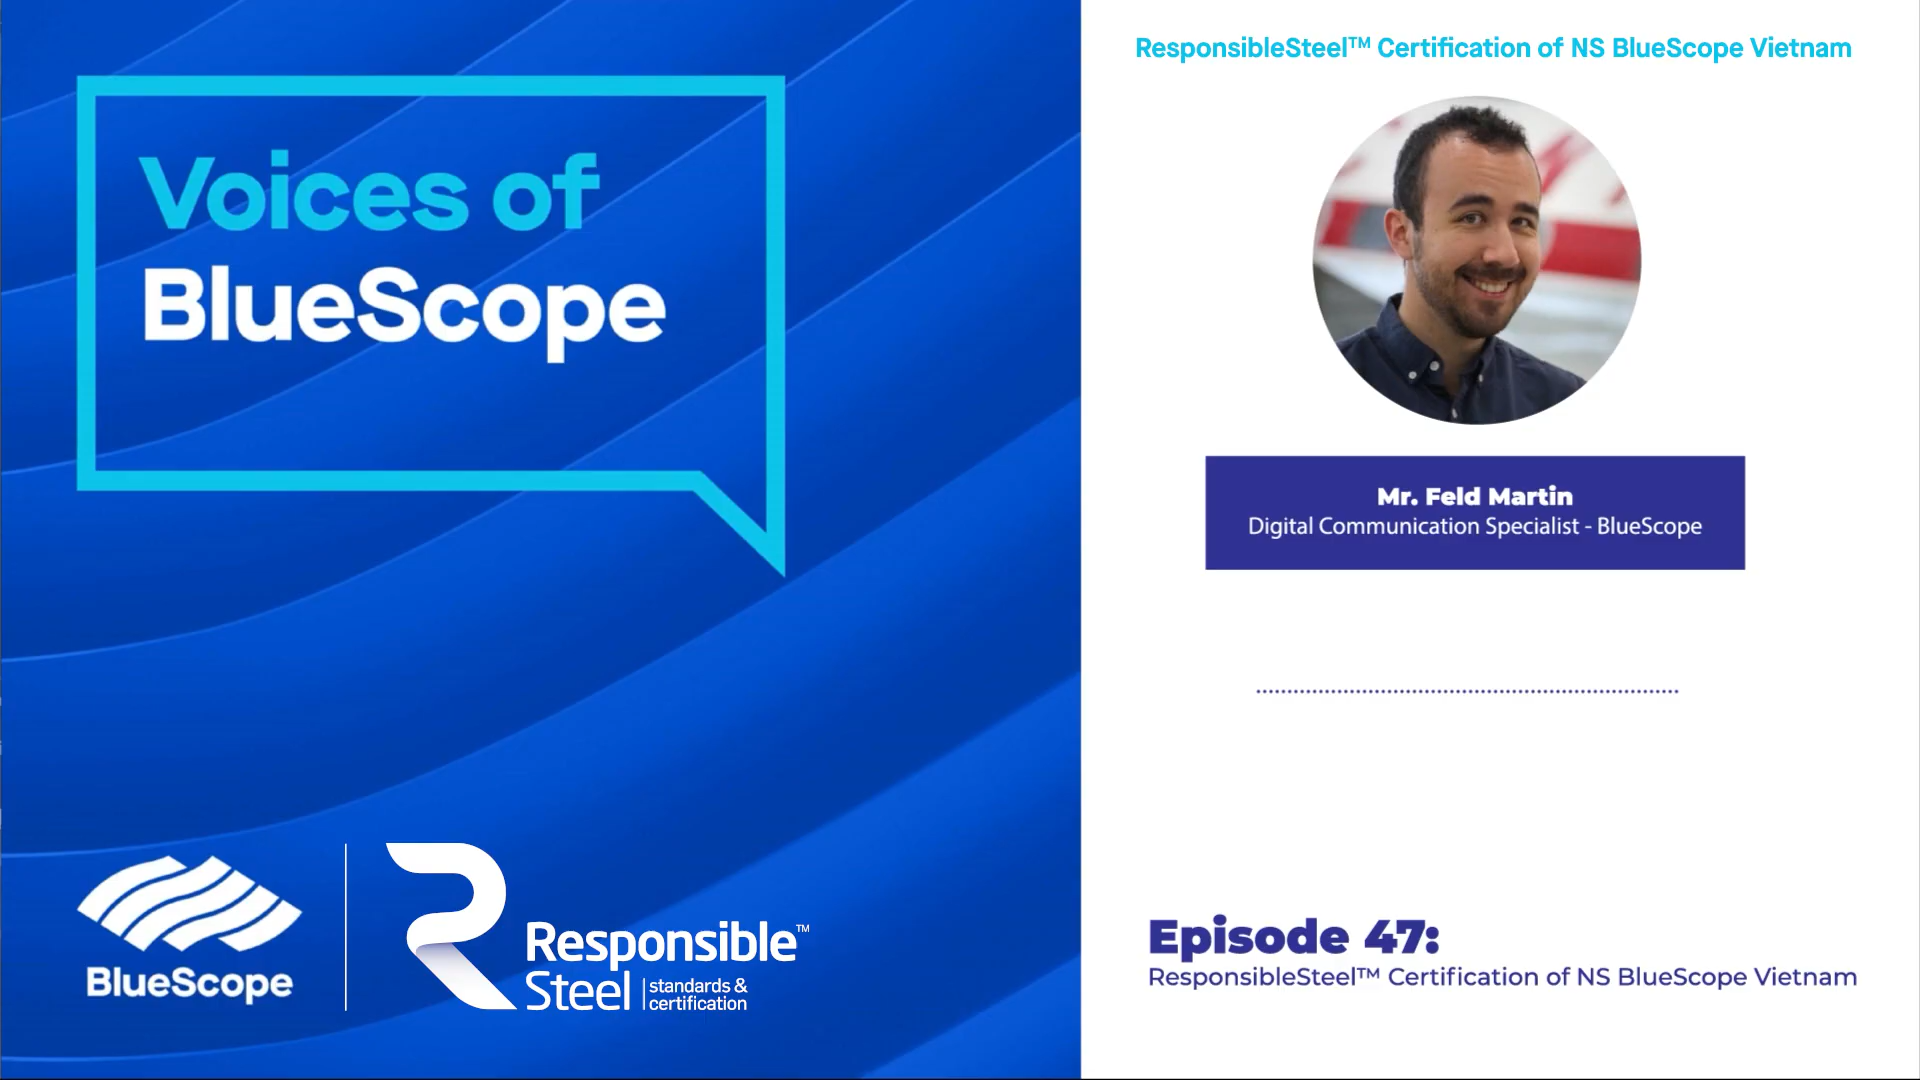 Voices of
BlueScope
BlueScope
Responsible™
Steel
standards &
certification
ResponsibleSteel™ Certification of NS BlueScope Vietnam
Mr. Feld Martin
Digital Communication Specialist - BlueScope
Episode 47:
ResponsibleSteel™ Certification of NS BlueScope Vietnam